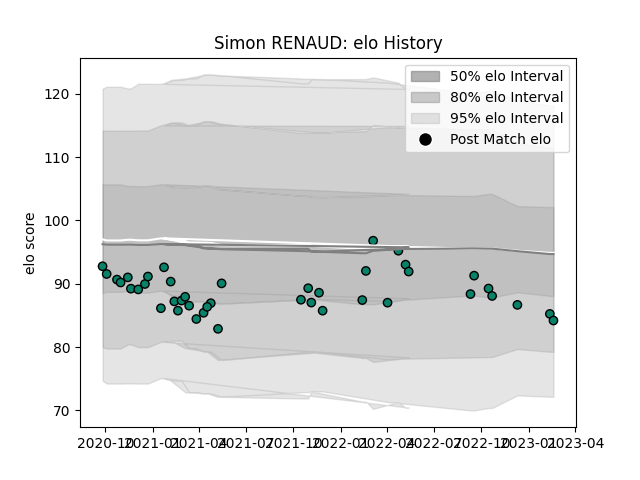 Simon RENAUD: elo History
50% elo Interval
80% elo Interval
95% elo Interval
Post Match elo
elo score
120
110
100
90
80
70
2020-10 2021-01 2021-04 2021-07 2021-10 2022-01 2022-04 2022-07 2022-10 2023-01 2023-04